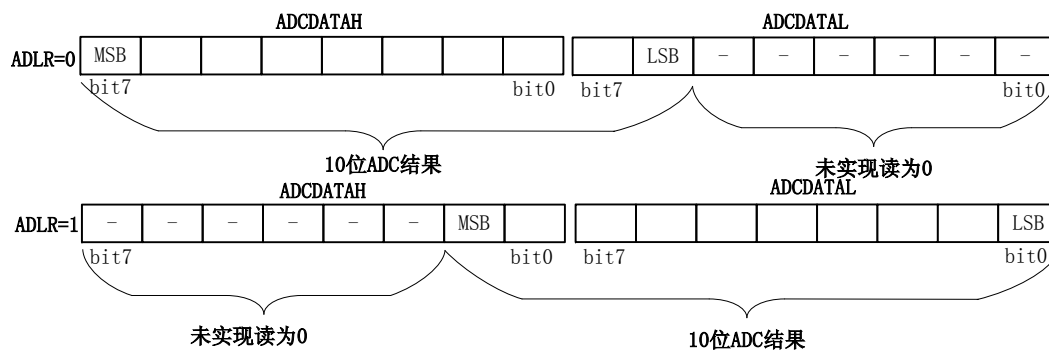 ADCDATAH ADCDATAL
ADLR=0 MSB LSB - - - - - -
bit7 bit0 bit7 bit0
10位ADC结果 未实现读为0
ADCDATAH ADCDATAL
ADLR=1 - - - - - - MSB LSB
bit7 bit0 bit7 bit0
未实现读为0 10位ADC结果